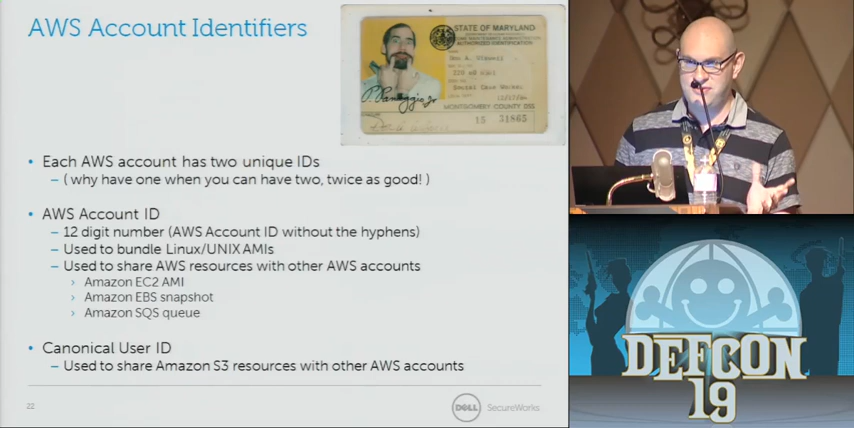 AWS Account Identifiers
STATE OF MARYLAND
AUTHORIZED IDENTIFICATION
MONTGOMERY COUNTY DSS
15 31865
• Each AWS account has two unique IDs
– ( why have one when you can have two, twice as good! )
• AWS Account ID
– 12 digit number (AWS Account ID without the hyphens)
– Used to bundle Linux/UNIX AMIs
– Used to share AWS resources with other AWS accounts
› Amazon EC2 AMI
› Amazon EBS snapshot
› Amazon SQS queue
• Canonical User ID
– Used to share Amazon S3 resources with other AWS accounts
22
DELL SecureWorks
DEFCON
19